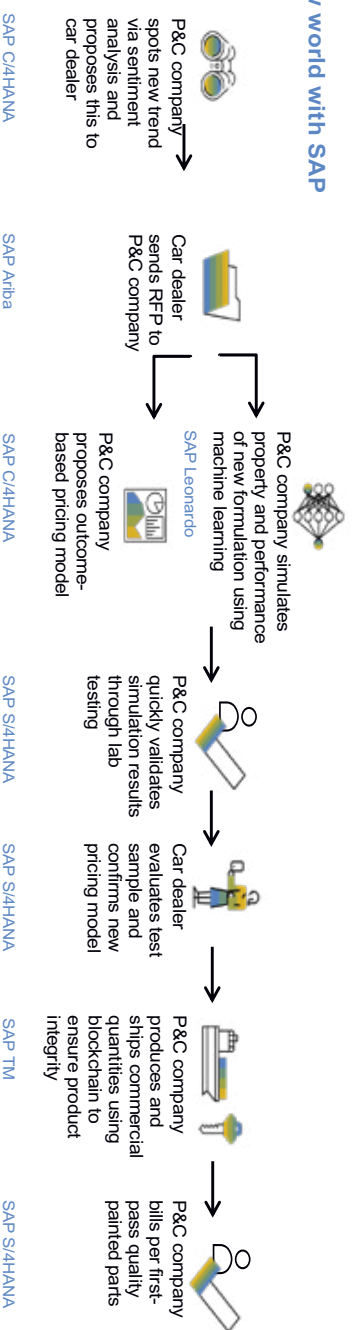 y world with SAP
P&C company
spots new trend
via sentiment
analysis and
proposes this to
car dealer
SAP C/4HANA
Car dealer
sends RFP to
P&C company
SAP Ariba
P&C company simulates
property and performance
of new formulation using
machine learning
SAP Leonardo
P&C company
proposes outcome-
based pricing model
SAP C/4HANA
P&C company
quickly validates
simulation results
through lab
testing
SAP S/4HANA
Car dealer
evaluates test
sample and
confirms new
pricing model
SAP S/4HANA
P&C company
produces and
ships commercial
quantities using
blockchain to
ensure product
integrity
SAP TM
P&C company
bills per first-
pass quality
painted parts
SAP S/4HANA